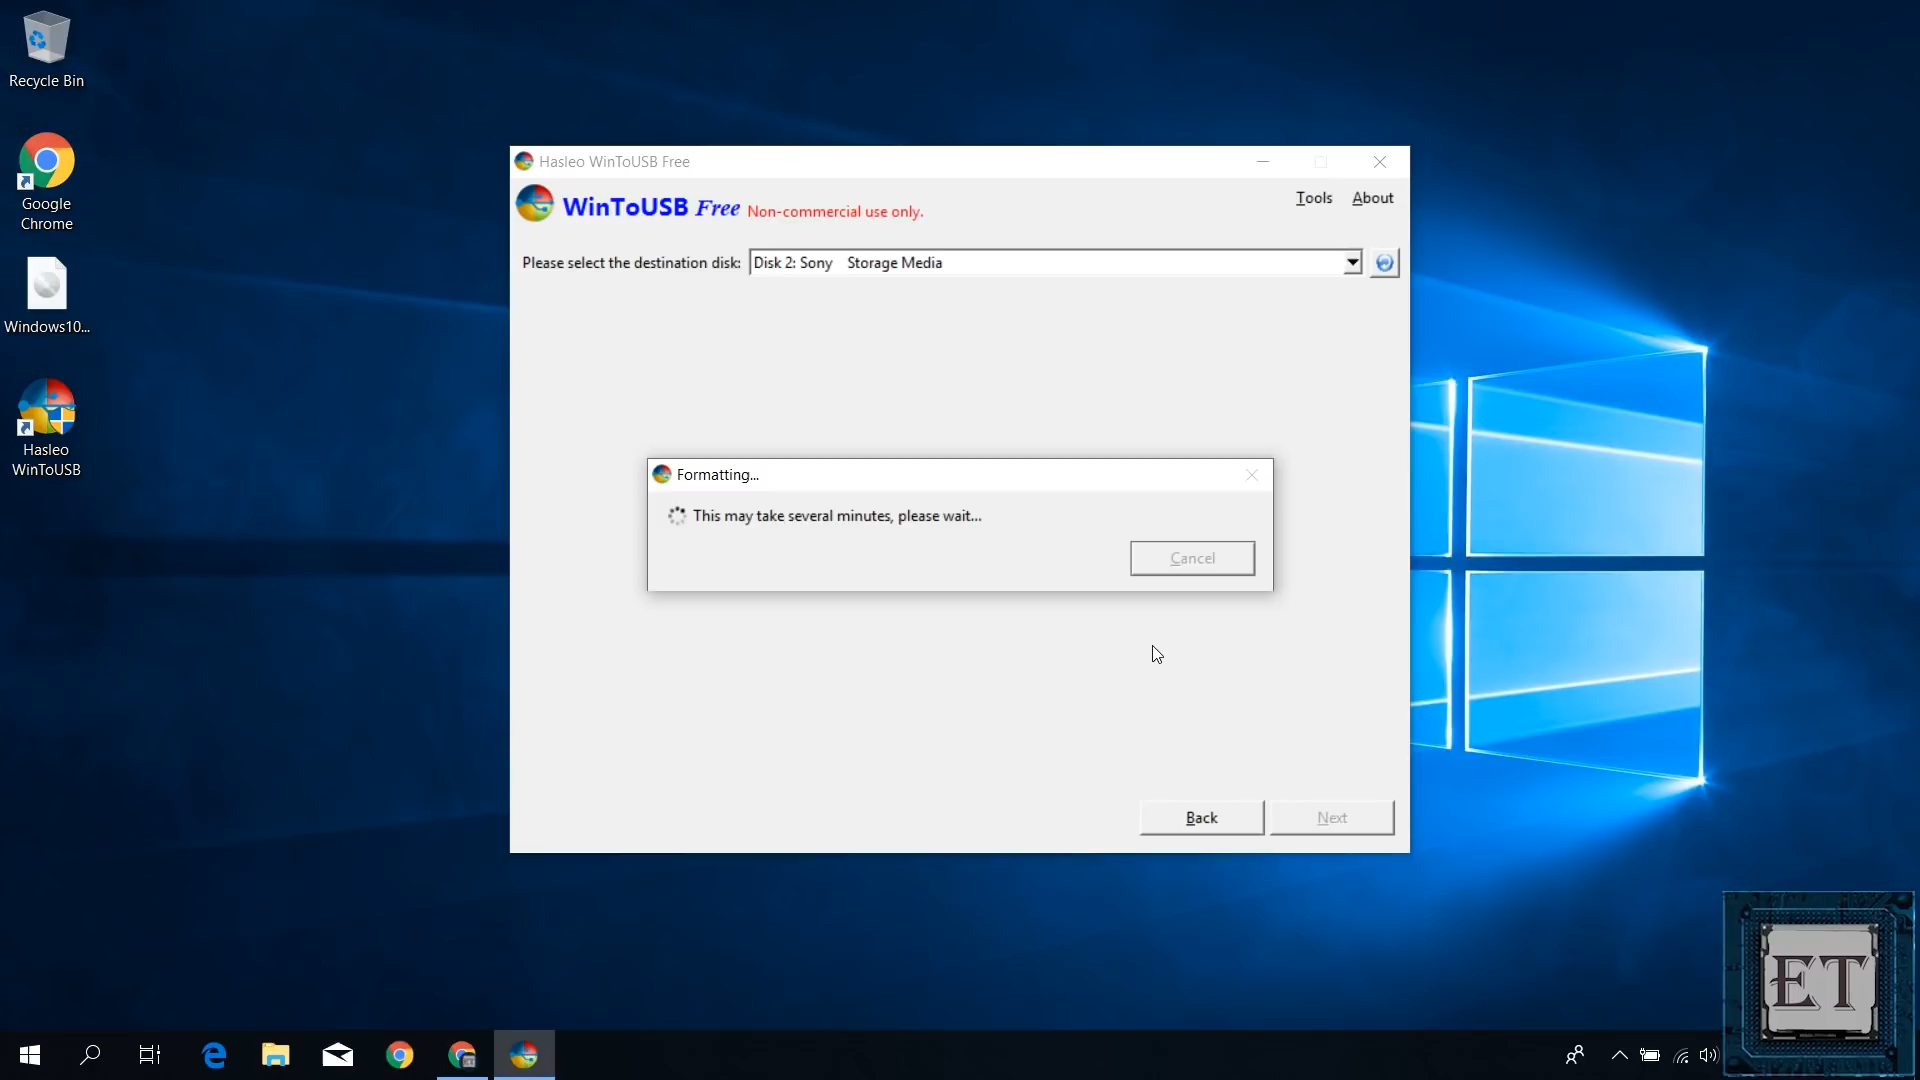 Recycle Bin
Google
Chrome
Windows10...
Hasleo
WinToUSB
Hasleo WinToUSB Free
WinToUSB Free Non-commercial use only.
Tools About
Please select the destination disk: Disk 2: Sony Storage Media
Formatting...
This may take several minutes, please wait...
Cancel
Back Next
ET